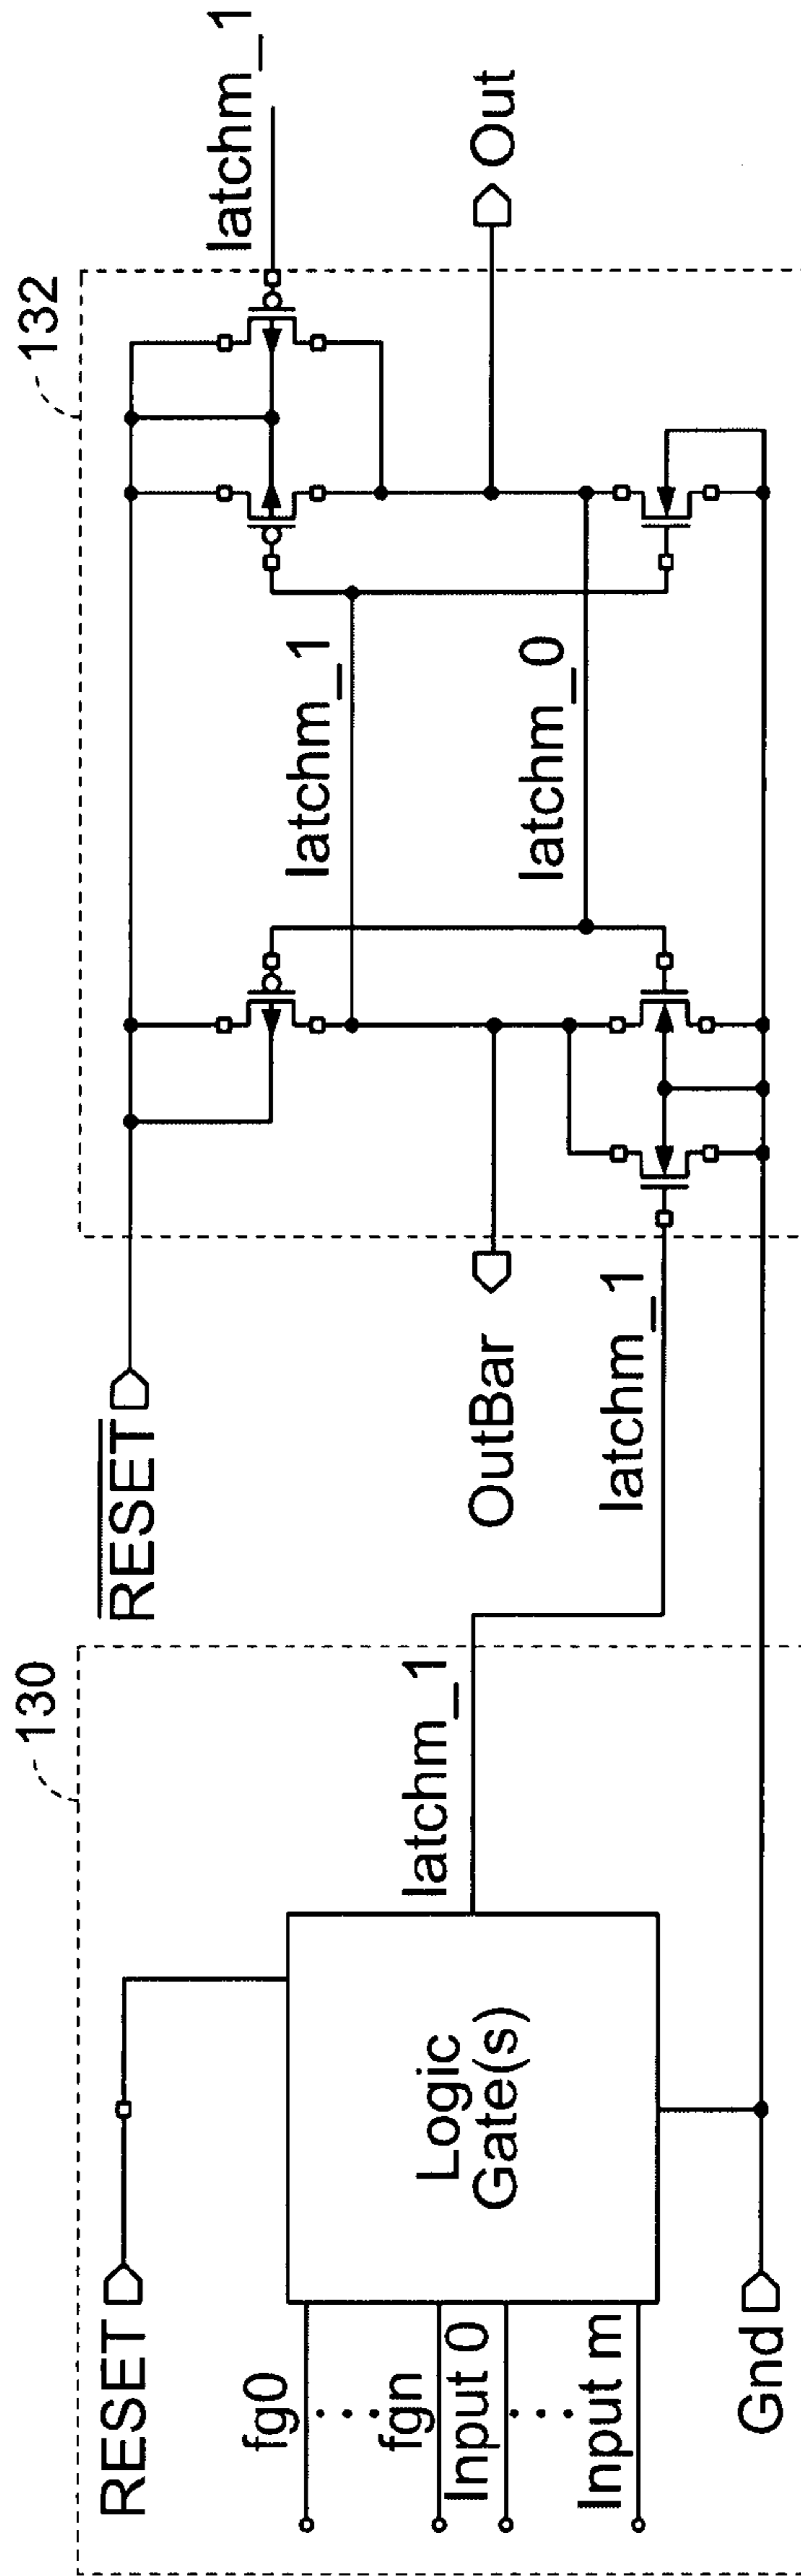 130
132
RESET
RESET
fg0
fgn
Input 0
Input m
Logic
Gate(s)
latchm_1
latchm_1
OutBar
latchm_1
latchm_0
latchm_1
Out
Gnd